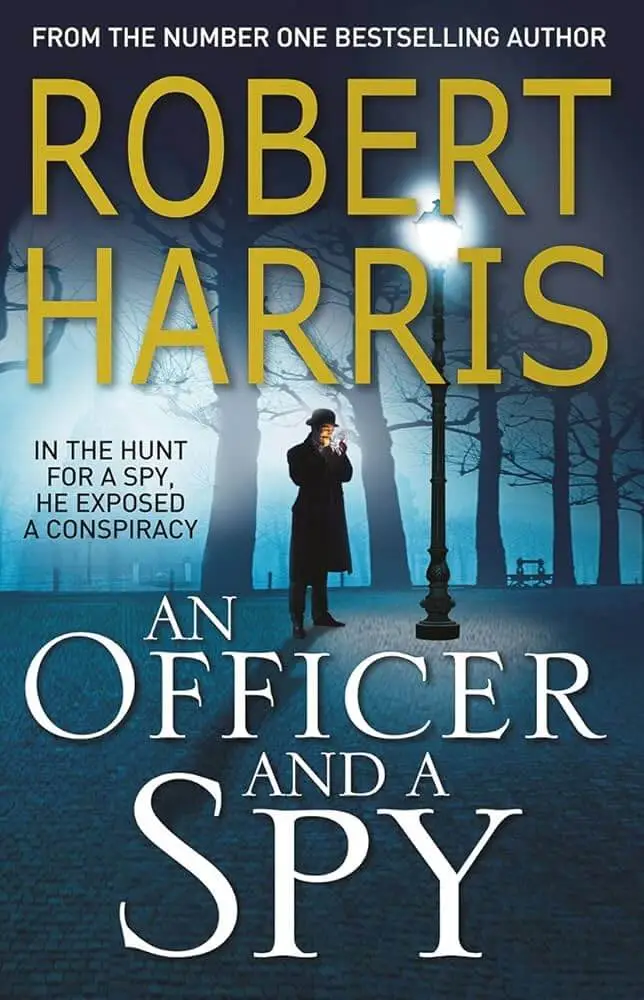 FROM THE NUMBER ONE BESTSELLING AUTHOR
ROBERT
HARRIS
IN THE HUNT
FOR A SPY,
HE EXPOSED
A CONSPIRACY
AN
OFFICER
AND A
SPY